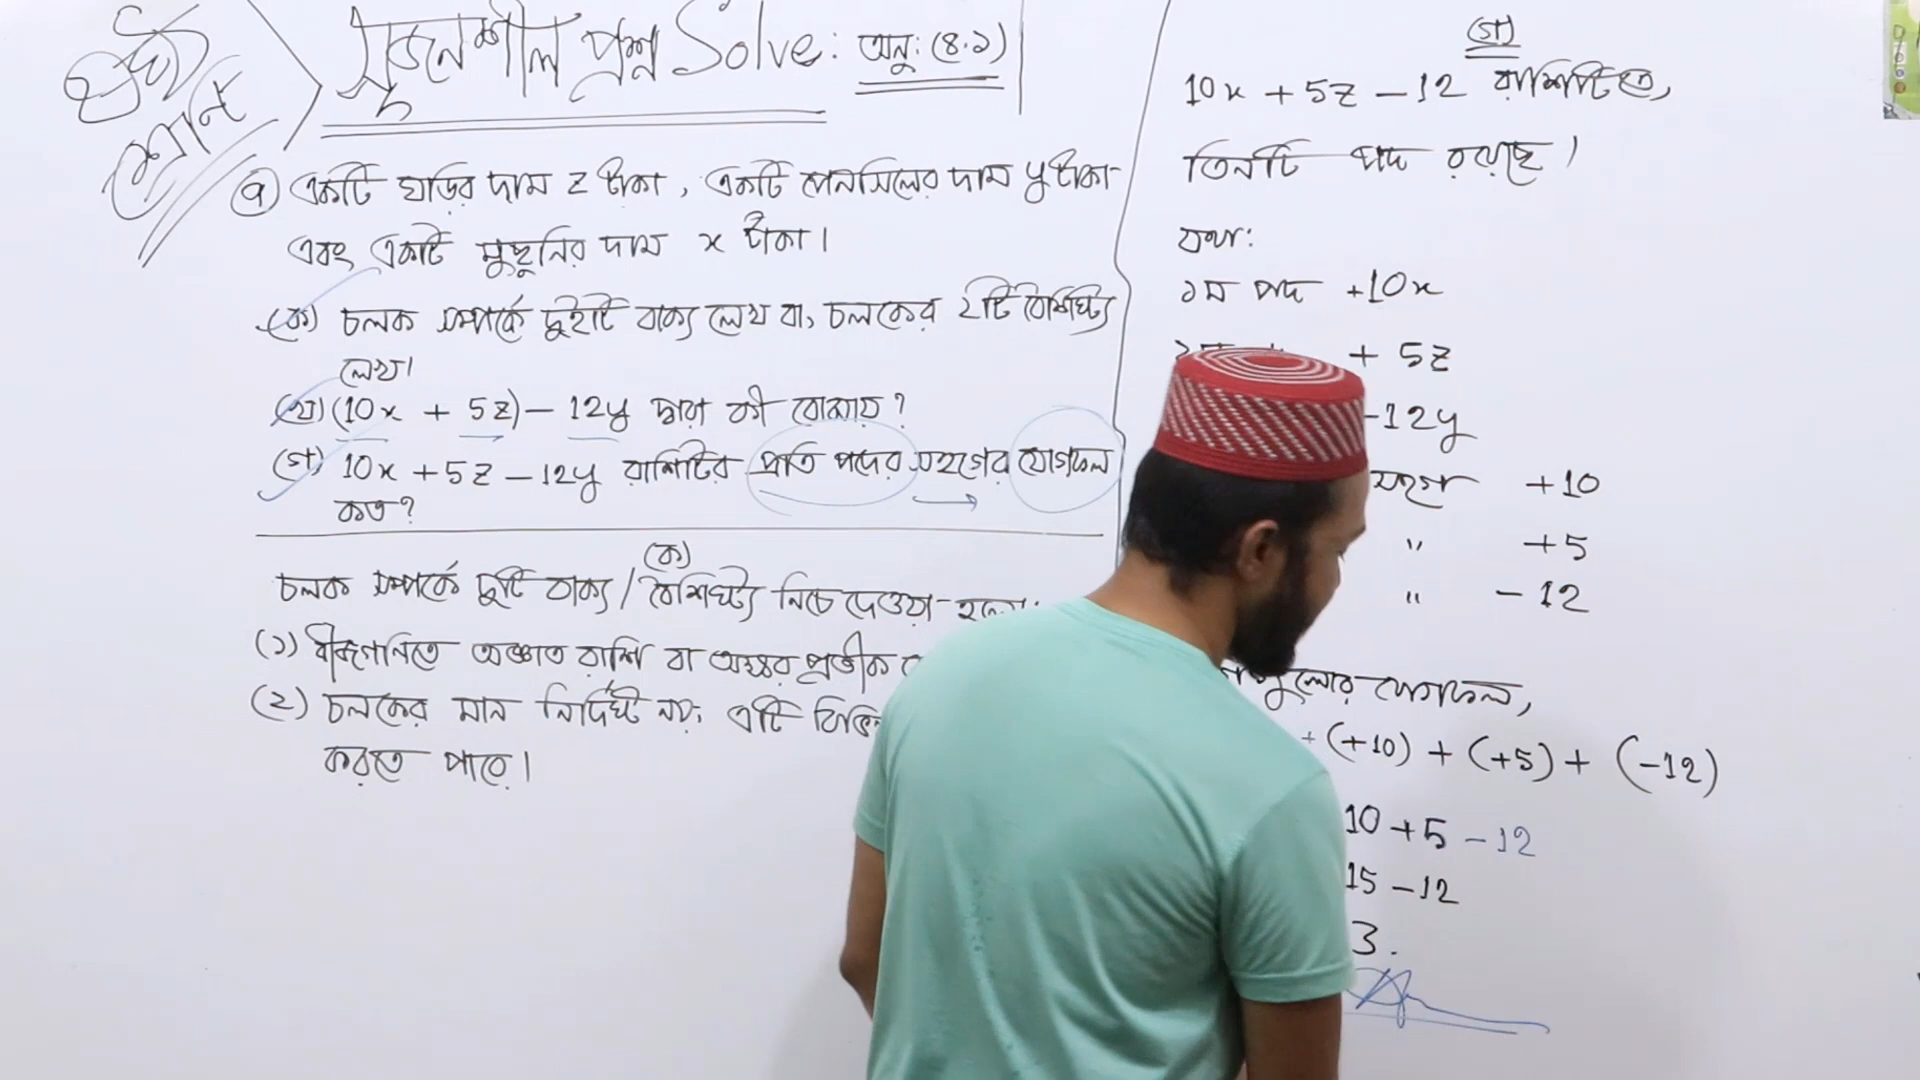 সৃজনশীল প্রশ্ন Solve: অনু: (৪.১)
৭ একটি ঘড়ির দাম z টাকা, একটি পেনসিলের দাম y টাকা
এবং একটি মুছুনির দাম x টাকা।
(ক) চলক সম্পর্কে দুইটি বাক্য লেখ বা, চলকের ২টি বৈশিষ্ট্য
লেখ।
(খ) (10x + 5z) - 12y দ্বারা কী বোঝায়?
(গ) 10x + 5z - 12y রাশিটির প্রতি পদের সহগের যোগফল
কত?
(ক)
চলক সম্পর্কে দুটি বাক্য / বৈশিষ্ট্য নিচে দেওয়া হলো:
(১) বীজগনিতে অজ্ঞাত রাশি বা অক্ষর প্রতীক
(২) চলকের মান নির্দিষ্ট নয়; এটি
করতে পারে।
(গ)
10x + 5z - 12 রাশিটিতে,
তিনটি পদ রয়েছে।
যথা:
১ম পদ +10x
+ 5z
-12y
সহগ +10
" +5
" - 12
গুলোর যোগফল,
+ (+10) + (+5) + (-12)
10 + 5 - 12
15 - 12
3.